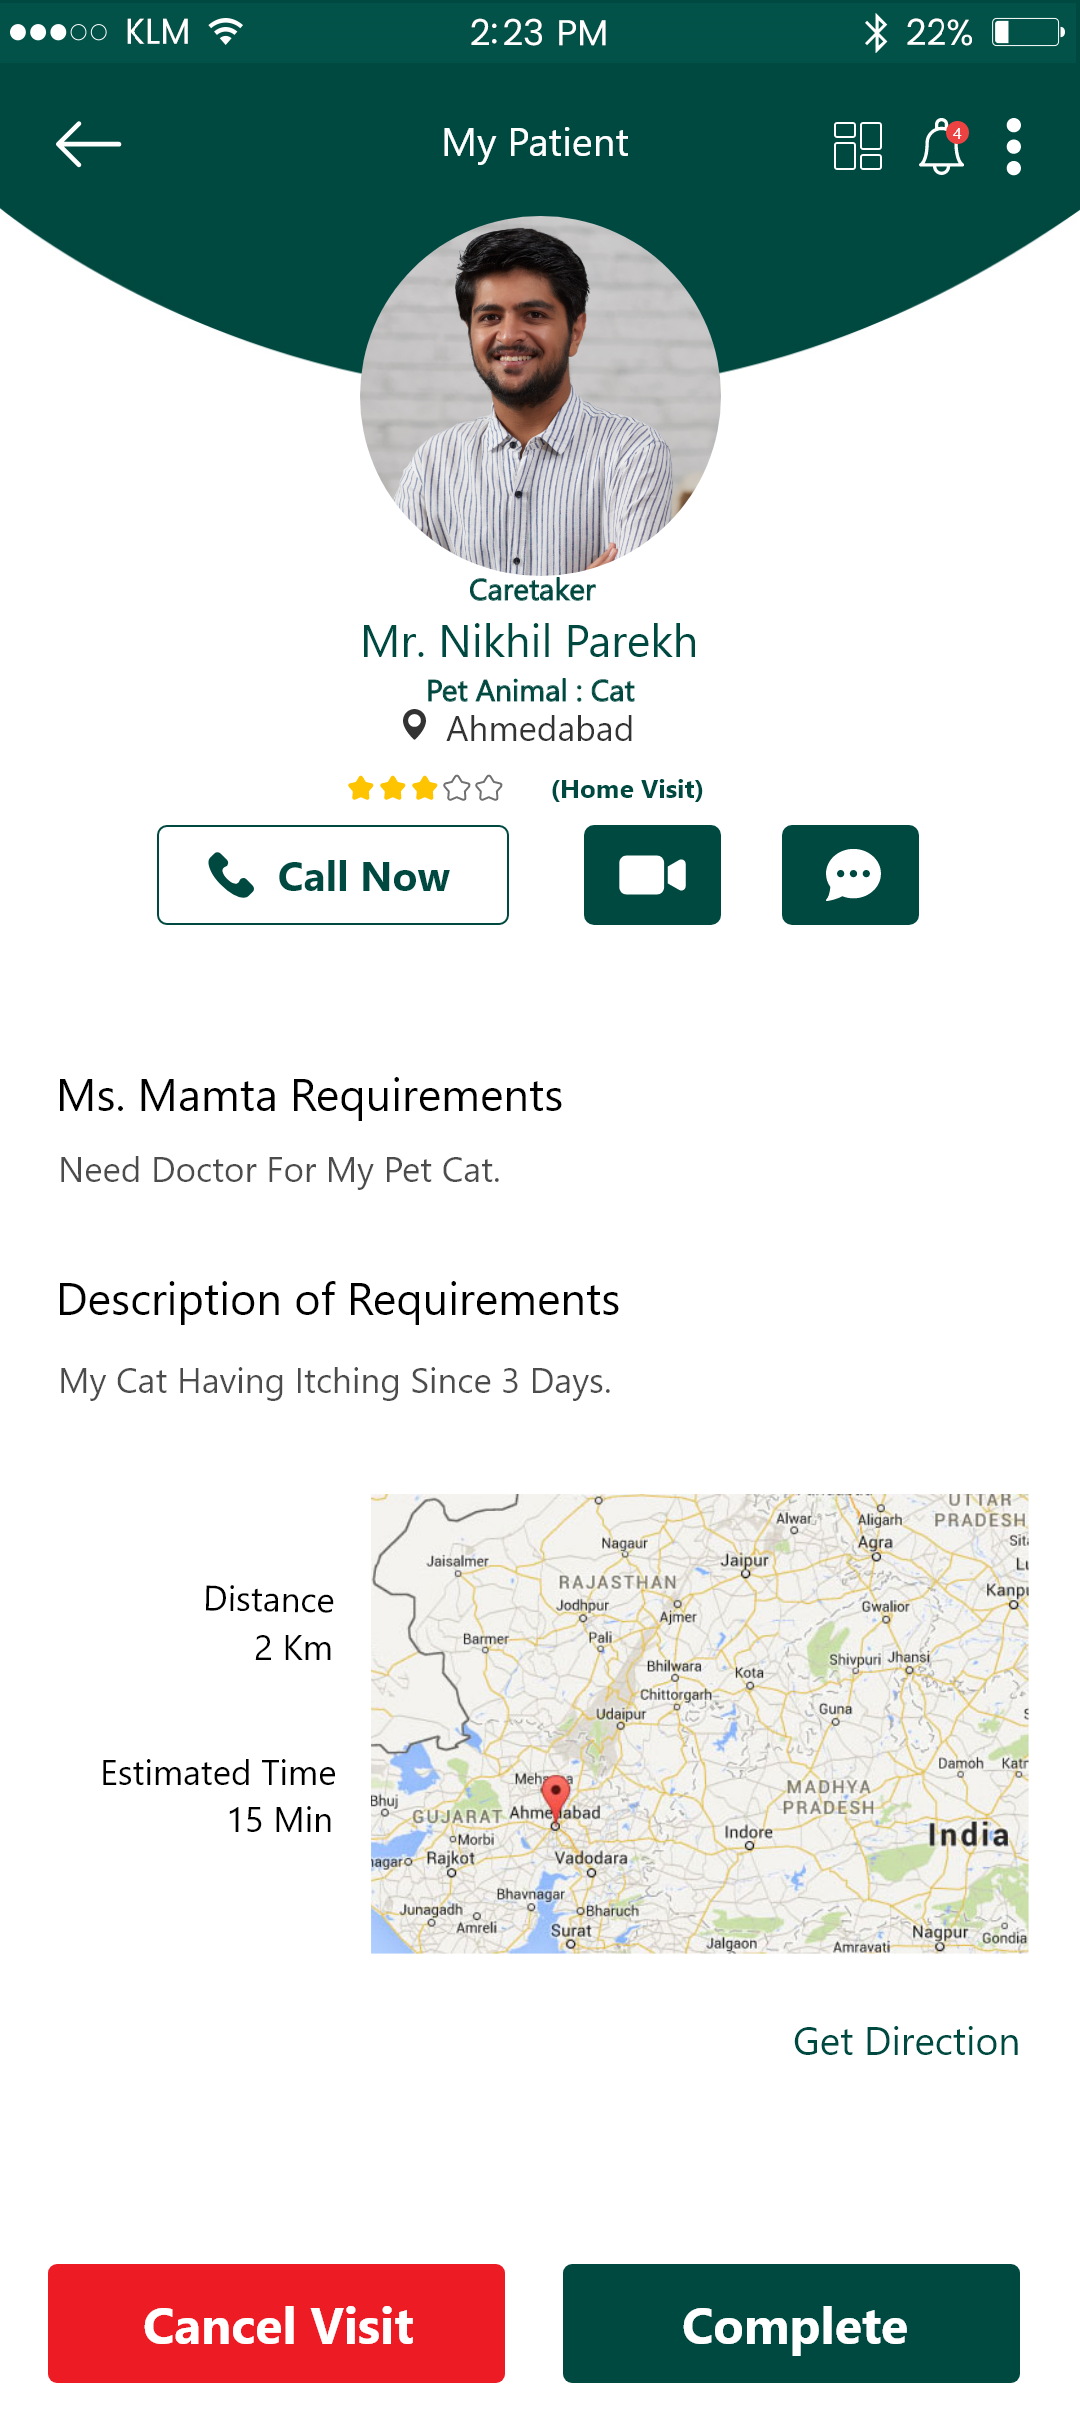 KLM 2:23 PM 22%
My Patient
4
Caretaker
Mr. Nikhil Parekh
Pet Animal : Cat
Ahmedabad
(Home Visit)
Call Now
Ms. Mamta Requirements
Need Doctor For My Pet Cat.
Description of Requirements
My Cat Having Itching Since 3 Days.
Distance
2 Km
Estimated Time
15 Min
UTTAR
PRADESH
Alwar
Aligarh
Nagaur
Agra
Jaisalmer
Jaipur
RAJASTHAN
Jodhpur
Ajmer
Gwalior
Barmer
Pali
Shivpuri
Jhansi
Bhilwara
Kota
Chittorgarh
Udaipur
Guna
Damoh
MADHYA
PRADESH
Bhuj
GUJARAT
Morbi
Indore
India
Rajkot
Vadodara
Bhavnagar
Junagadh
Bharuch
Amreli
Surat
Nagpur
Jalgaon
Amravati
Gondia
Get Direction
Cancel Visit
Complete